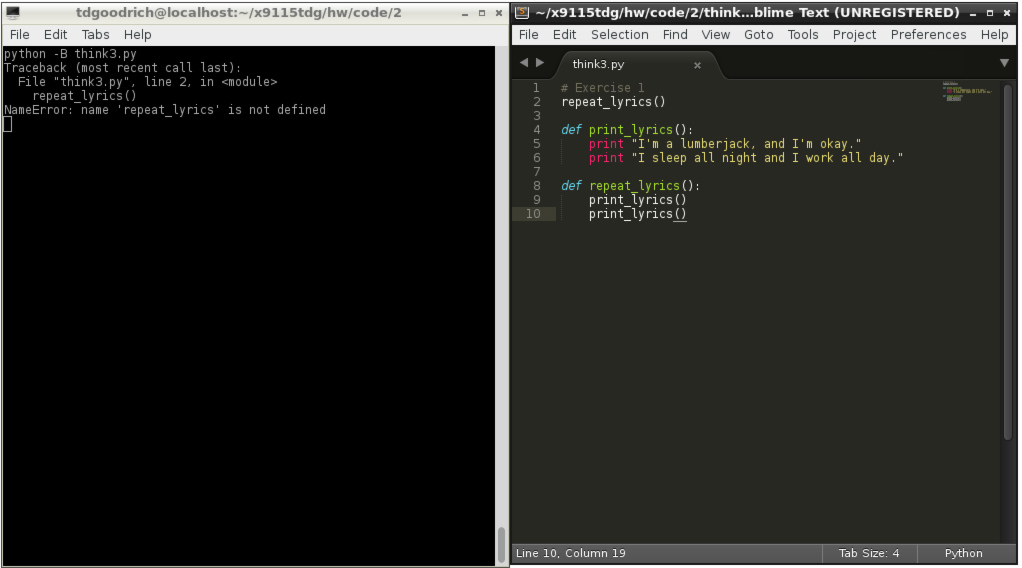 tdgoodrich@localhost:~/x9115tdg/hw/code/2
File Edit Tabs Help
python -B think3.py
Traceback (most recent call last):
  File "think3.py", line 2, in <module>
    repeat_lyrics()
NameError: name 'repeat_lyrics' is not defined
~/x9115tdg/hw/code/2/think...blime Text (UNREGISTERED)
File Edit Selection Find View Goto Tools Project Preferences Help
think3.py
1 # Exercise 1
2 repeat_lyrics()
3
4 def print_lyrics():
5     print "I'm a lumberjack, and I'm okay."
6     print "I sleep all night and I work all day."
7
8 def repeat_lyrics():
9     print_lyrics()
10     print_lyrics()
Line 10, Column 19 Tab Size: 4 Python